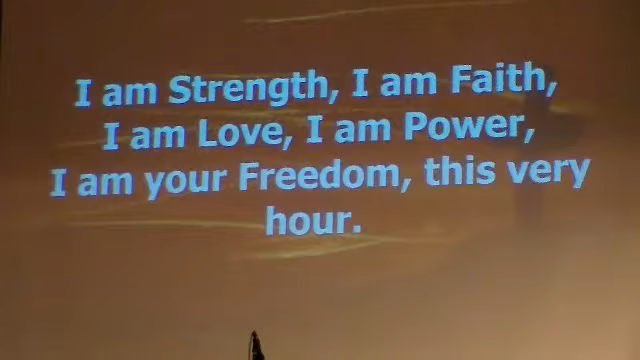 I am Strength, I am Faith,
I am Love, I am Power,
I am your Freedom, this very
hour.